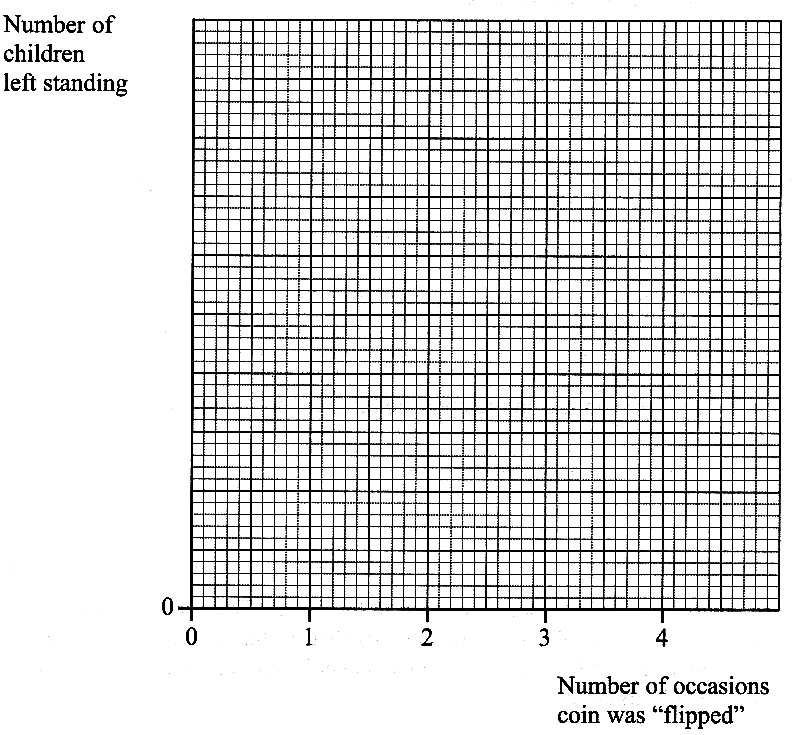 Number of
children
left standing
0
0 1 2 3 4
Number of occasions
coin was “flipped”